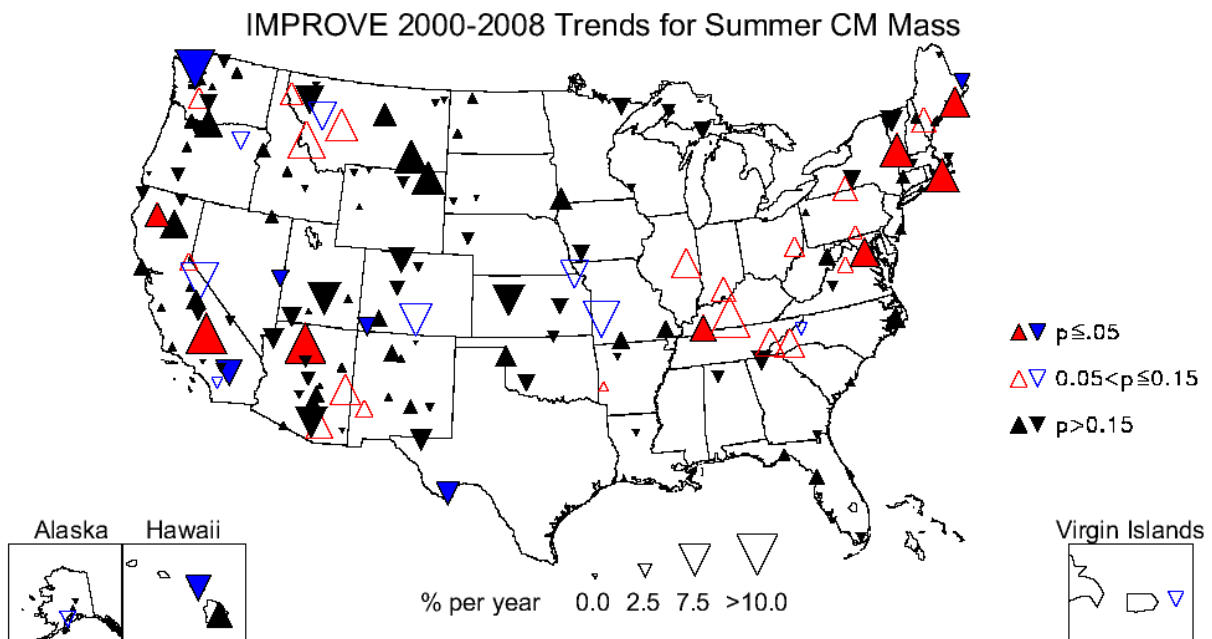 IMPROVE 2000-2008 Trends for Summer CM Mass
p≤.05
0.05<p≤0.15
p>0.15
Alaska Hawaii
Virgin Islands
% per year 0.0 2.5 7.5 >10.0